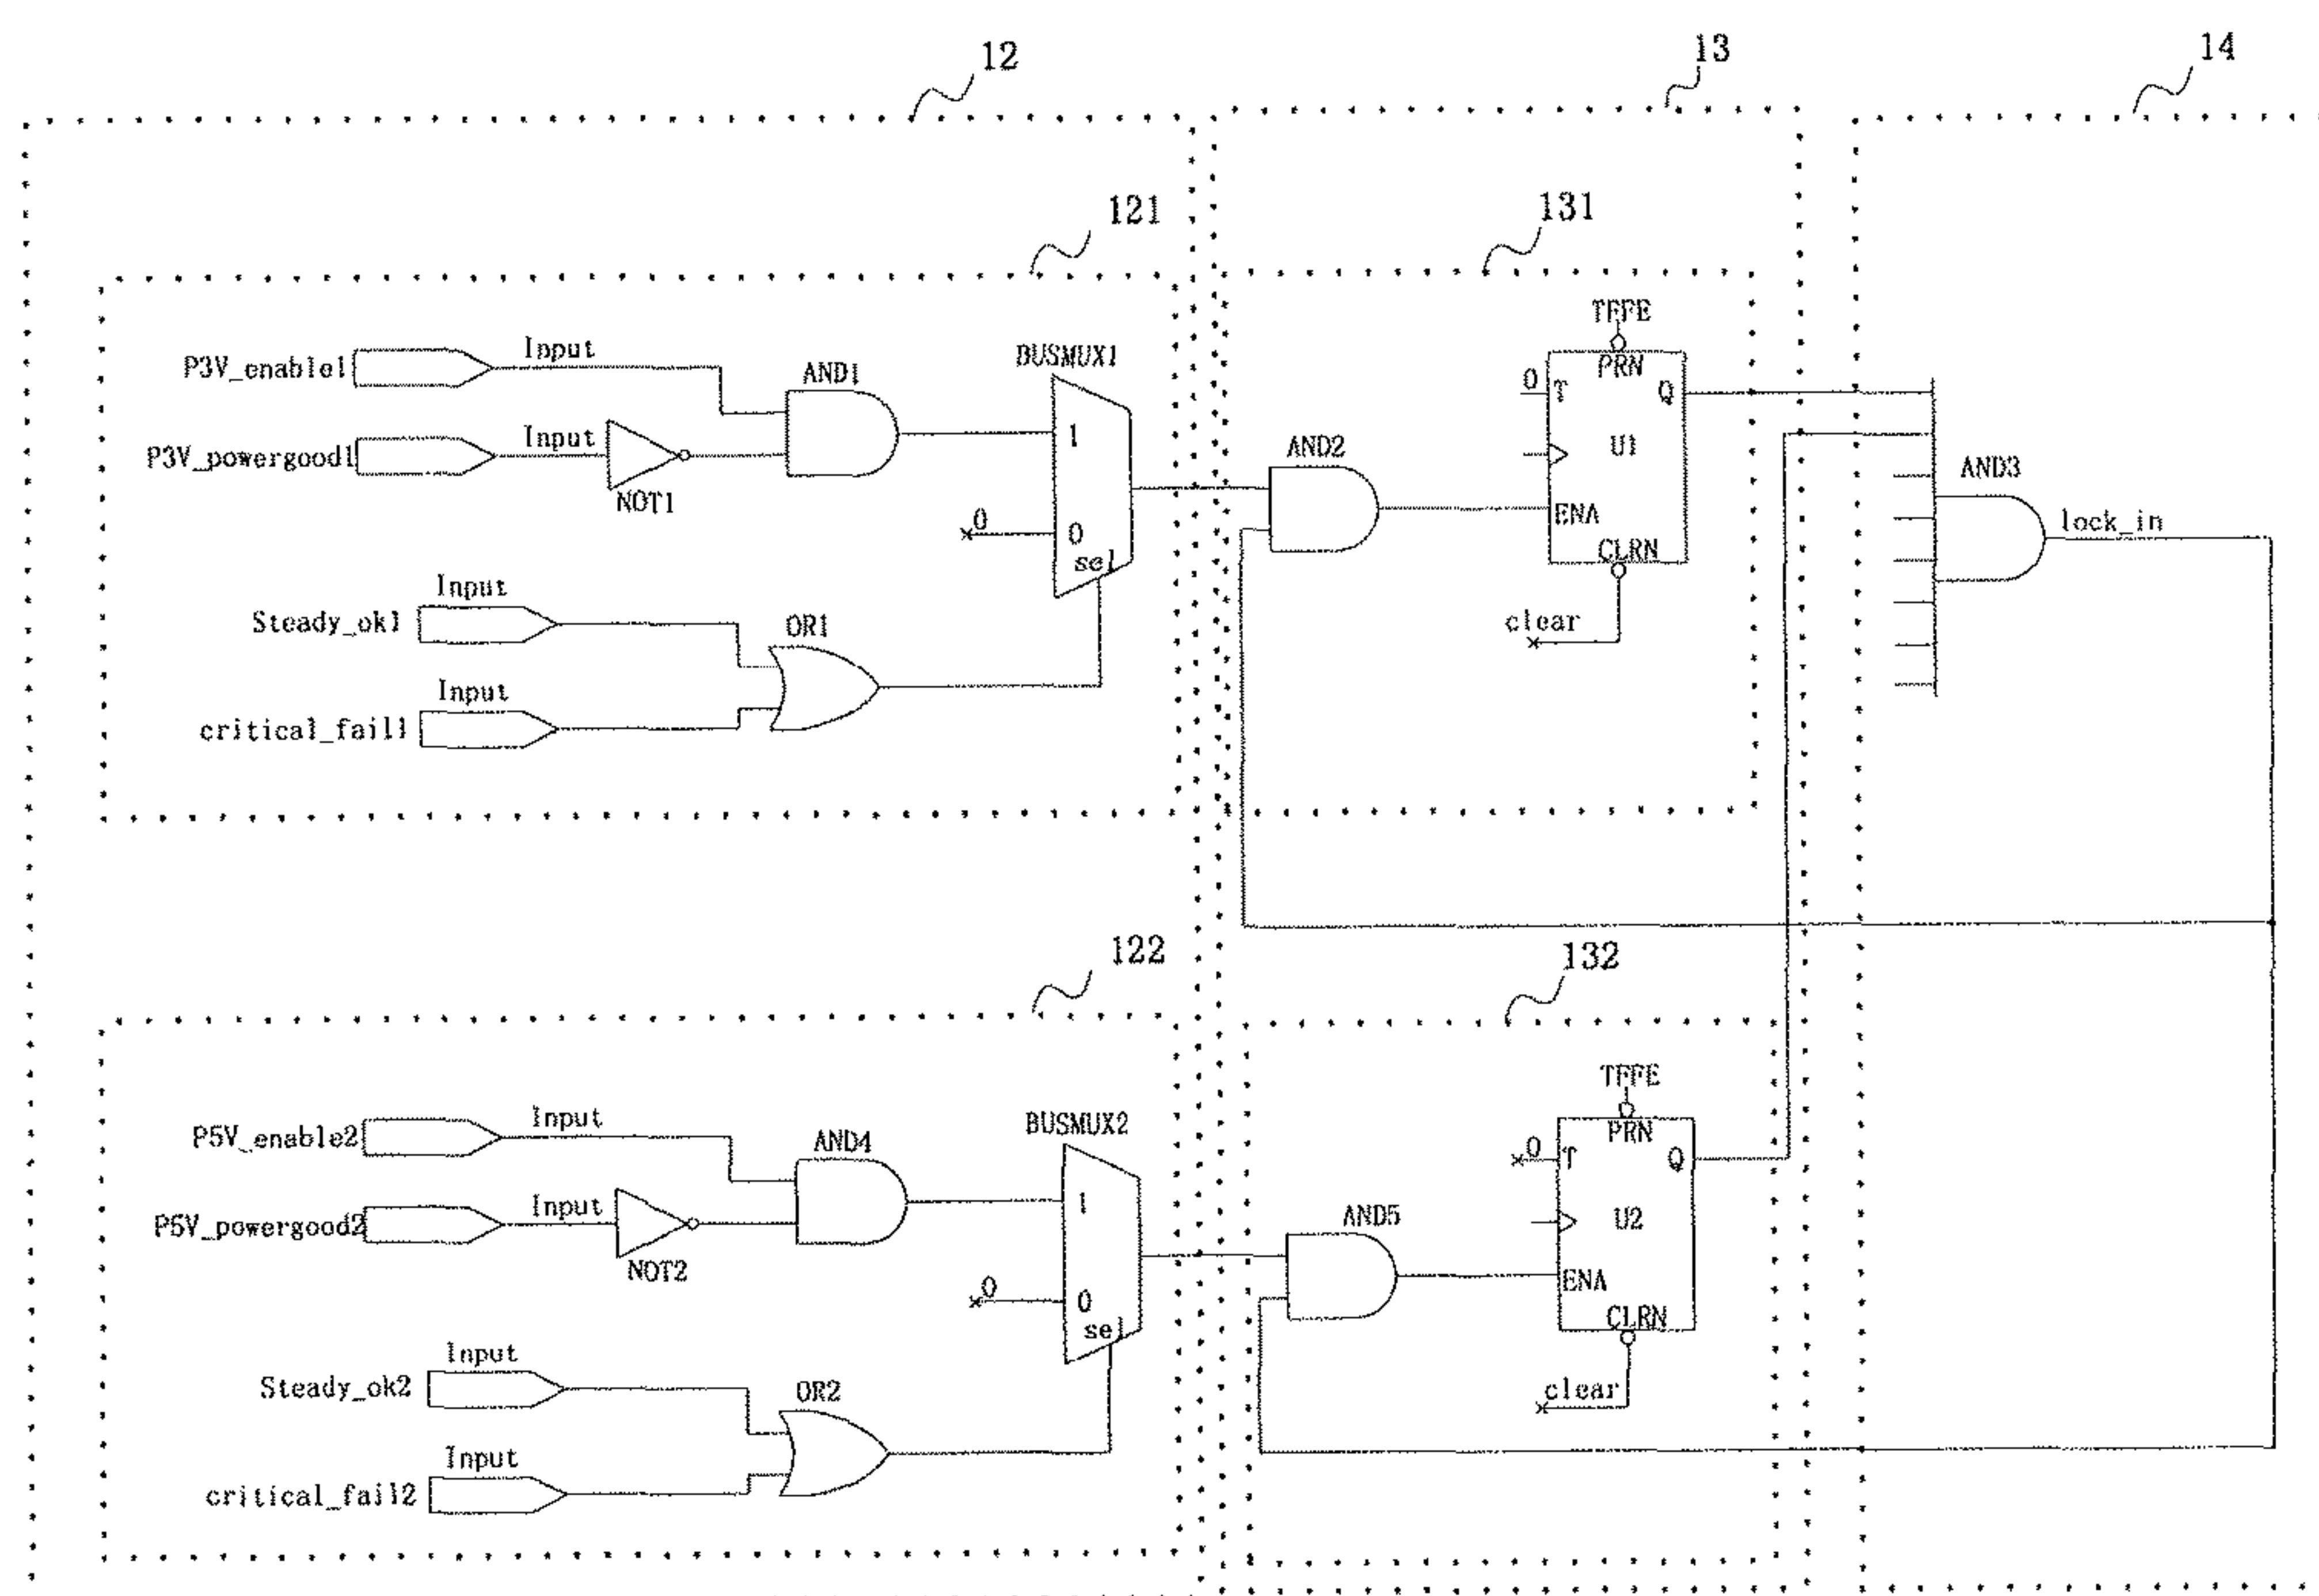 12
13
14
121
131
P3V_enable1
Input
AND1
BUSMUX1
TFFE
PRN
0
T
Q
P3V_powergood1
Input
NOT1
1
AND2
U1
AND3
0
0
sel
ENA
CLRN
lock_in
Input
Steady_ok1
OR1
clear
Input
critical_fail1
122
132
P5V_enable2
Input
AND4
BUSMUX2
TFFE
PRN
0
T
Q
P5V_powergood2
Input
NOT2
1
AND5
U2
0
0
sel
ENA
CLRN
Input
Steady_ok2
OR2
clear
Input
critical_fail2